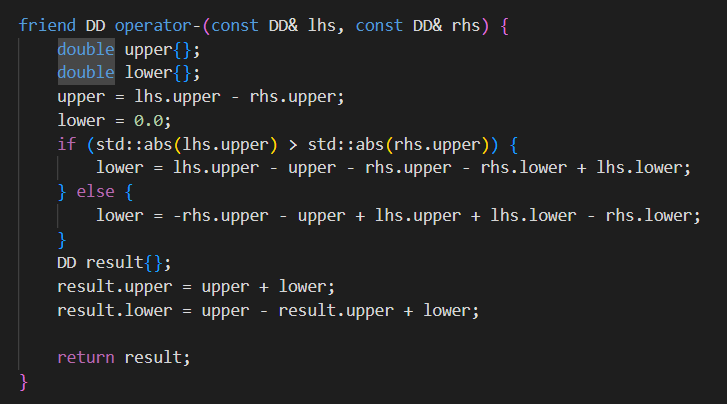 friend DD operator-(const DD& lhs, const DD& rhs) {
    double upper{};
    double lower{};
    upper = lhs.upper - rhs.upper;
    lower = 0.0;
    if (std::abs(lhs.upper) > std::abs(rhs.upper)) {
        lower = lhs.upper - upper - rhs.upper - rhs.lower + lhs.lower;
    } else {
        lower = -rhs.upper - upper + lhs.upper + lhs.lower - rhs.lower;
    }
    DD result{};
    result.upper = upper + lower;
    result.lower = upper - result.upper + lower;

    return result;
}